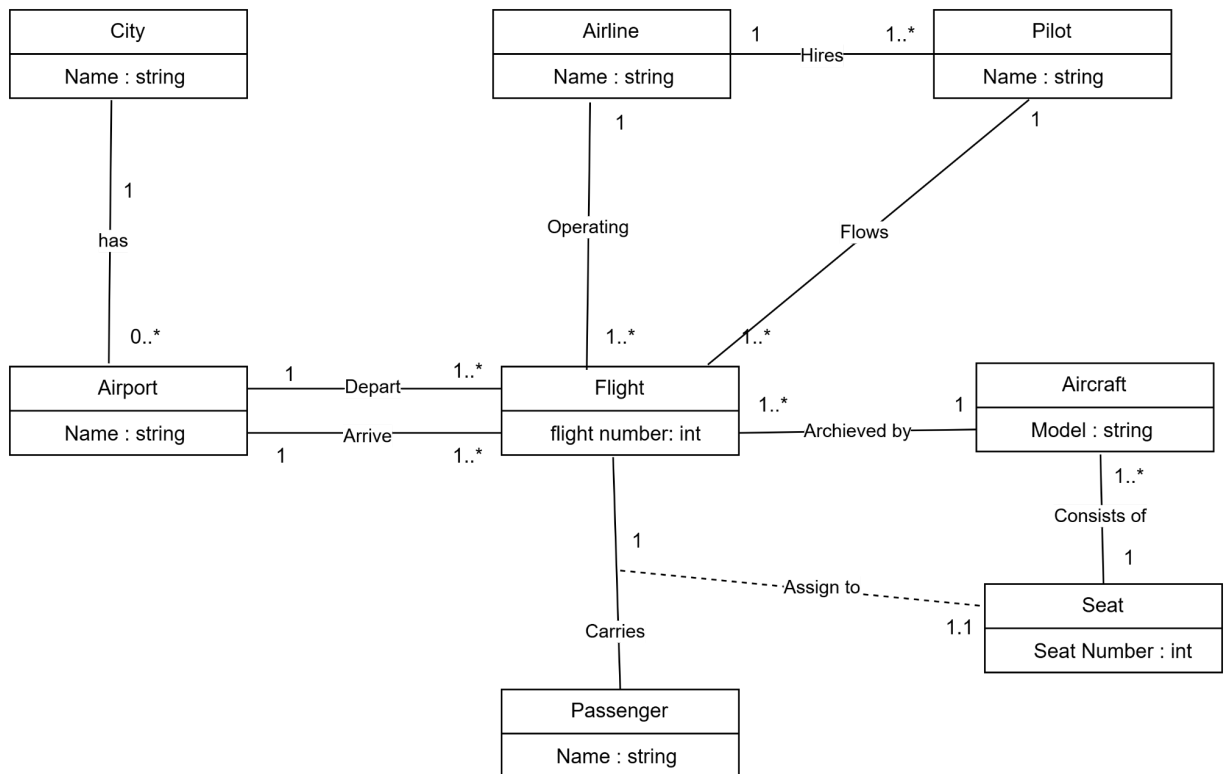 City
Name : string
Airline
Name : string
1
Hires
1..*
Pilot
Name : string
1
1
1
has
Operating
Flows
0..*
1..*
1..*
Airport
Name : string
1
Depart
1..*
1
Arrive
1..*
Flight
flight number: int
1..*
Archieved by
1
Aircraft
Model : string
1..*
Consists of
1
1
Assign to
1.1
Seat
Seat Number : int
Carries
Passenger
Name : string